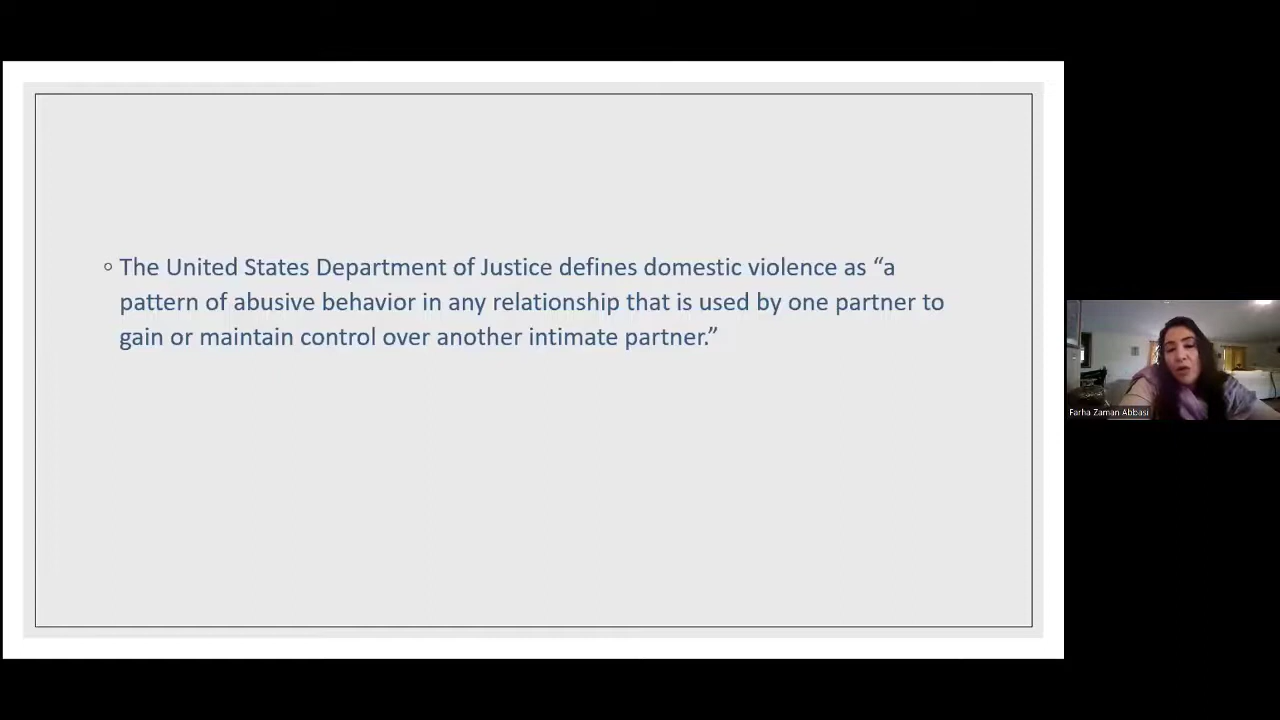 ◦ The United States Department of Justice defines domestic violence as “a
pattern of abusive behavior in any relationship that is used by one partner to
gain or maintain control over another intimate partner.”
Farha Zaman Abbasi